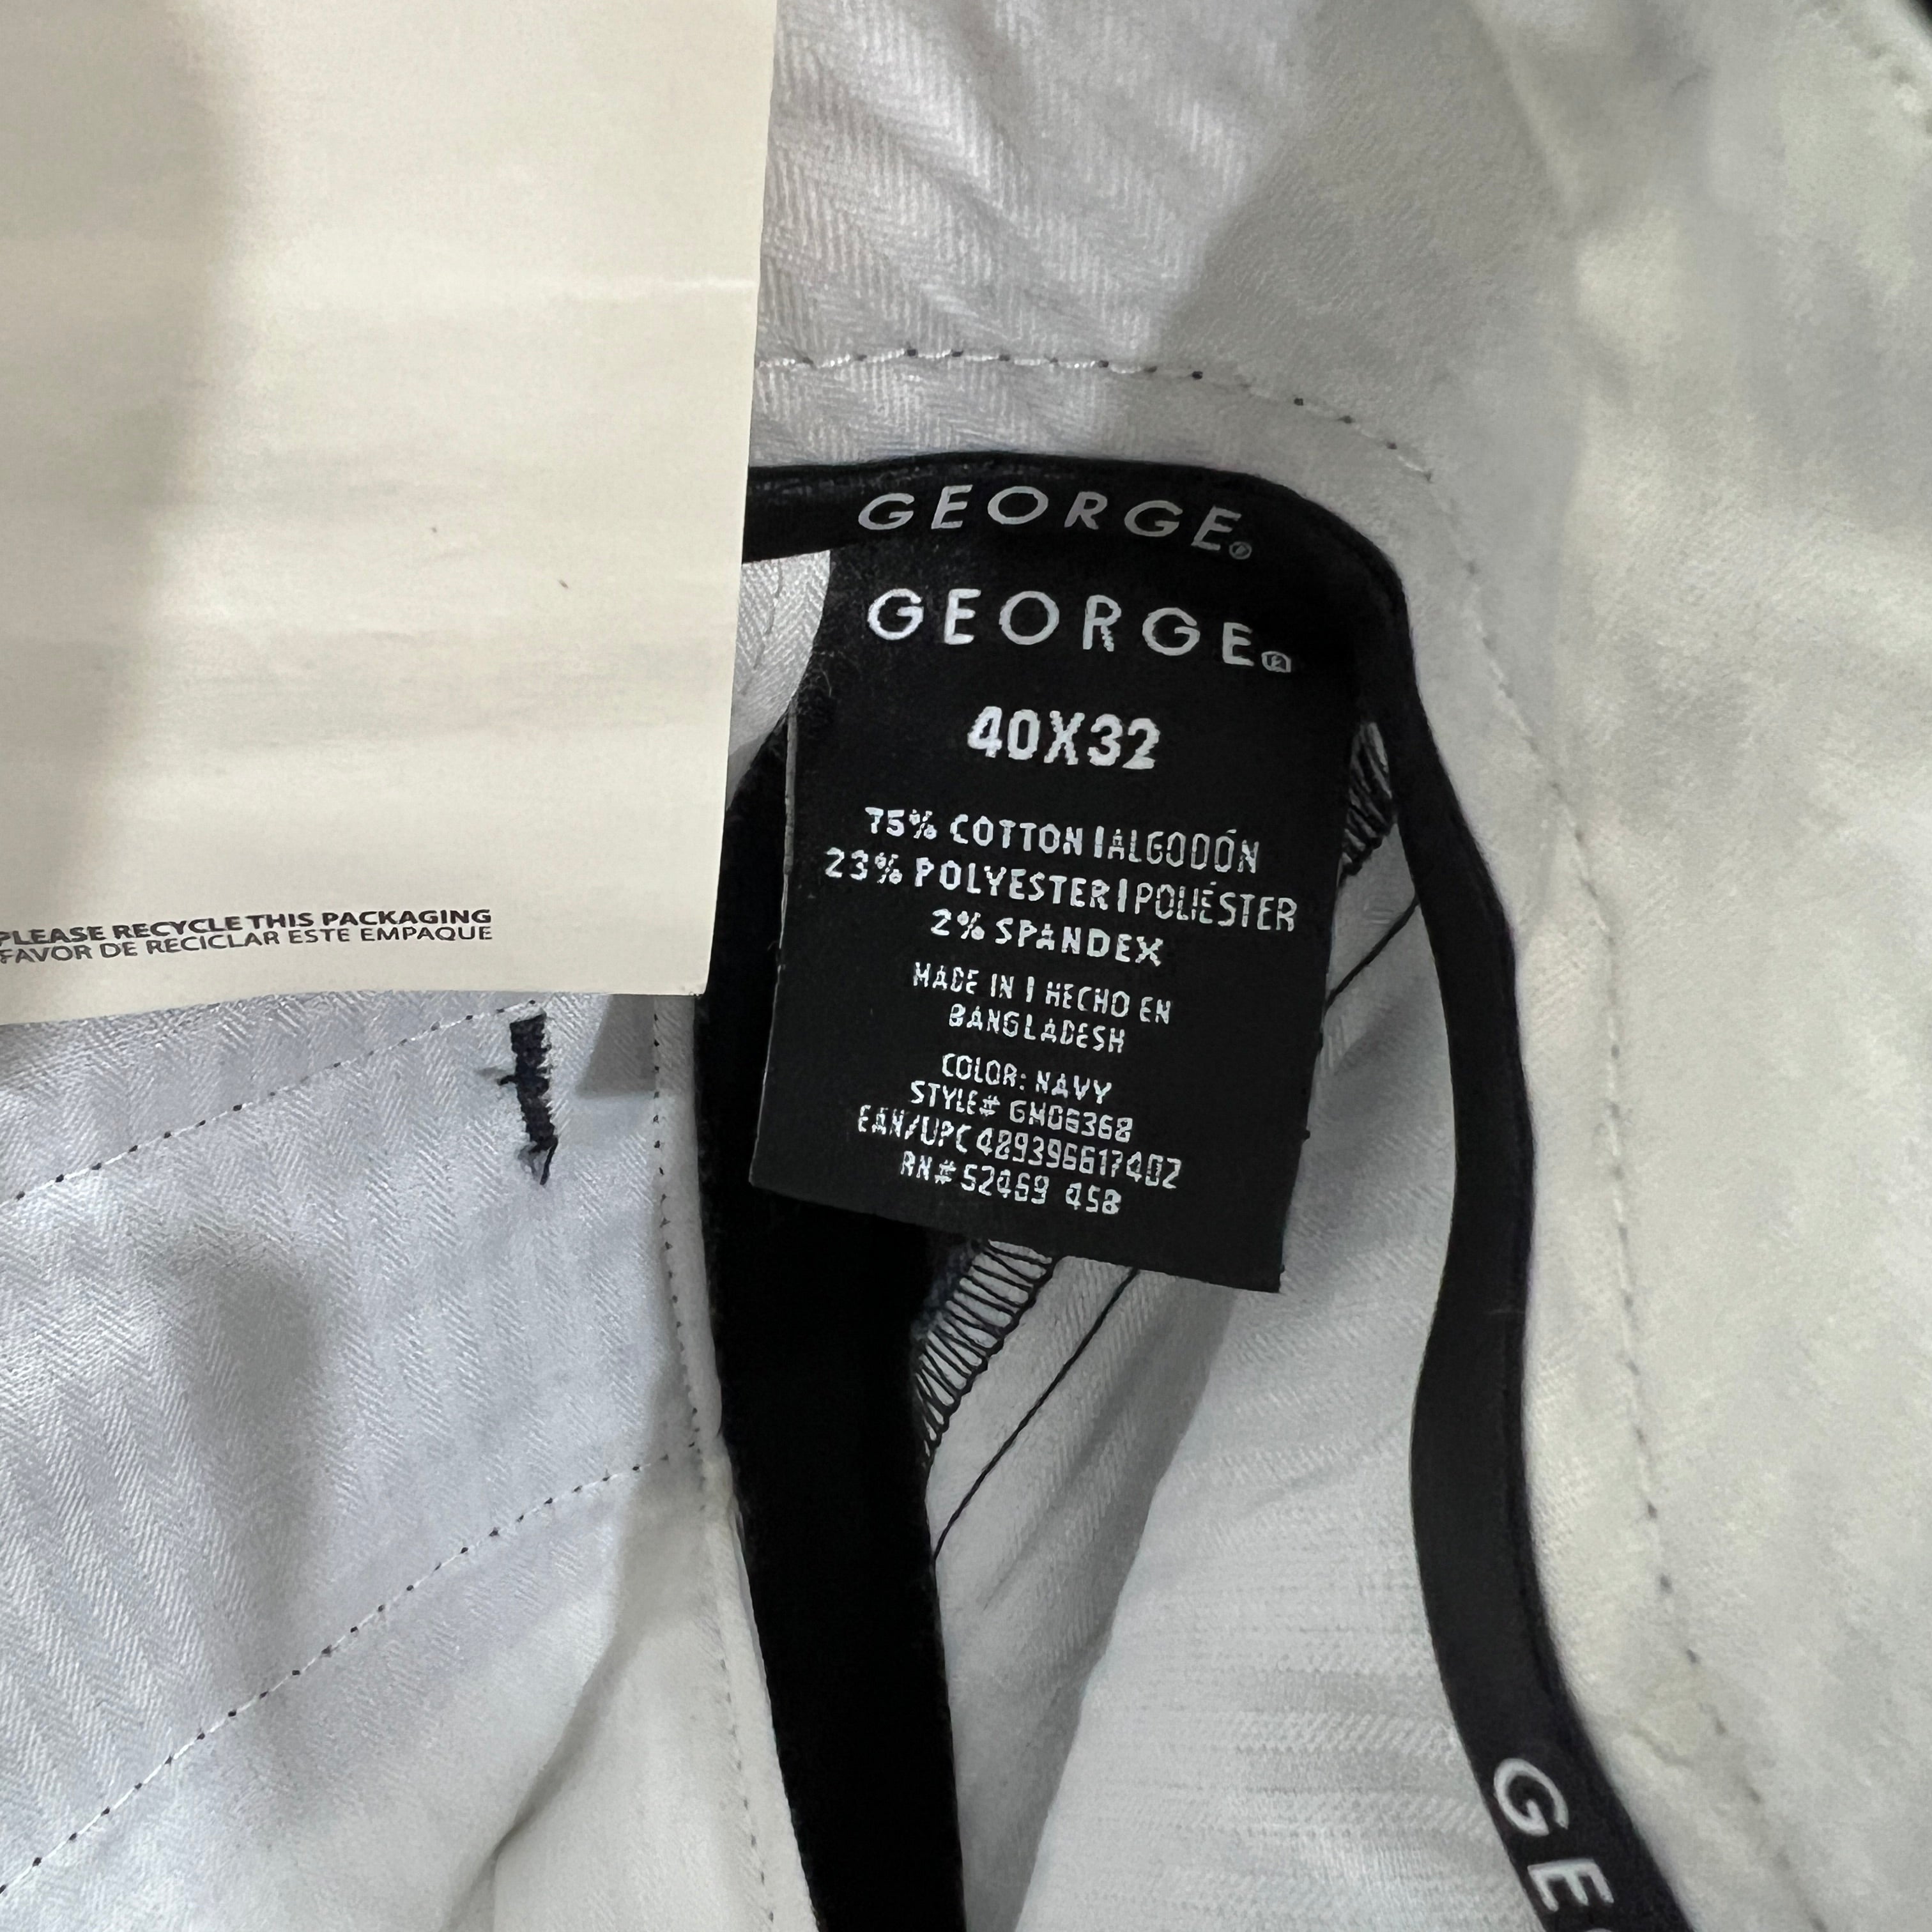 GEORGE®
GEORGE®
40X32
75% COTTON | ALGODÓN
23% POLYESTER | POLIÉSTER
2% SPANDEX
MADE IN | HECHO EN
BANGLADESH
COLOR: NAVY
STYLE# GM06368
EAN/UPC 489396617402
RN# 52469 458
PLEASE RECYCLE THIS PACKAGING
FAVOR DE RECICLAR ESTE EMPAQUE
GEO